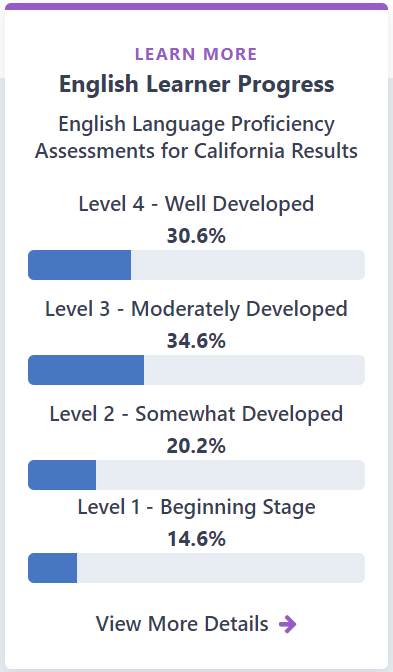 LEARN MORE
English Learner Progress
English Language Proficiency
Assessments for California Results
Level 4 - Well Developed
30.6%
Level 3 - Moderately Developed
34.6%
Level 2 - Somewhat Developed
20.2%
Level 1 - Beginning Stage
14.6%
View More Details →